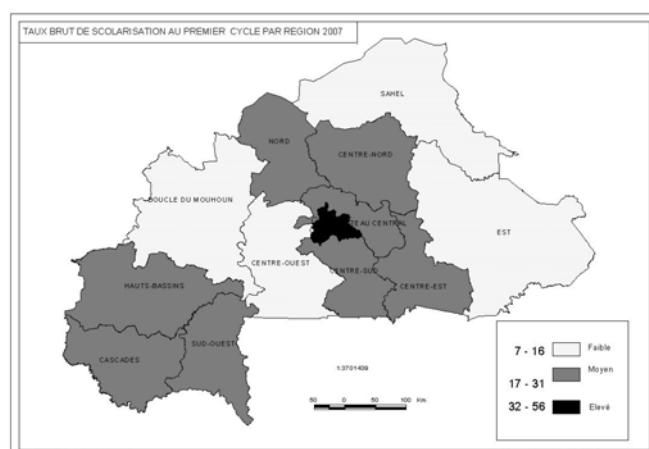 TAUX BRUT DE SCOLARISATION AU PREMIER CYCLE PAR REGION 2007
SAHEL
NORD
CENTRE-NORD
BOUCLE DU MOUHOUN
TEAU CENTRAL
EST
CENTRE-OUEST
CENTRE-SUD
HAUTS-BASSINS
CENTRE-EST
SUD-OUEST
CASCADES
1:3701409
50 0 50 100 Km
7 - 16 Faible
17 - 31 Moyen
32 - 56 Elevé